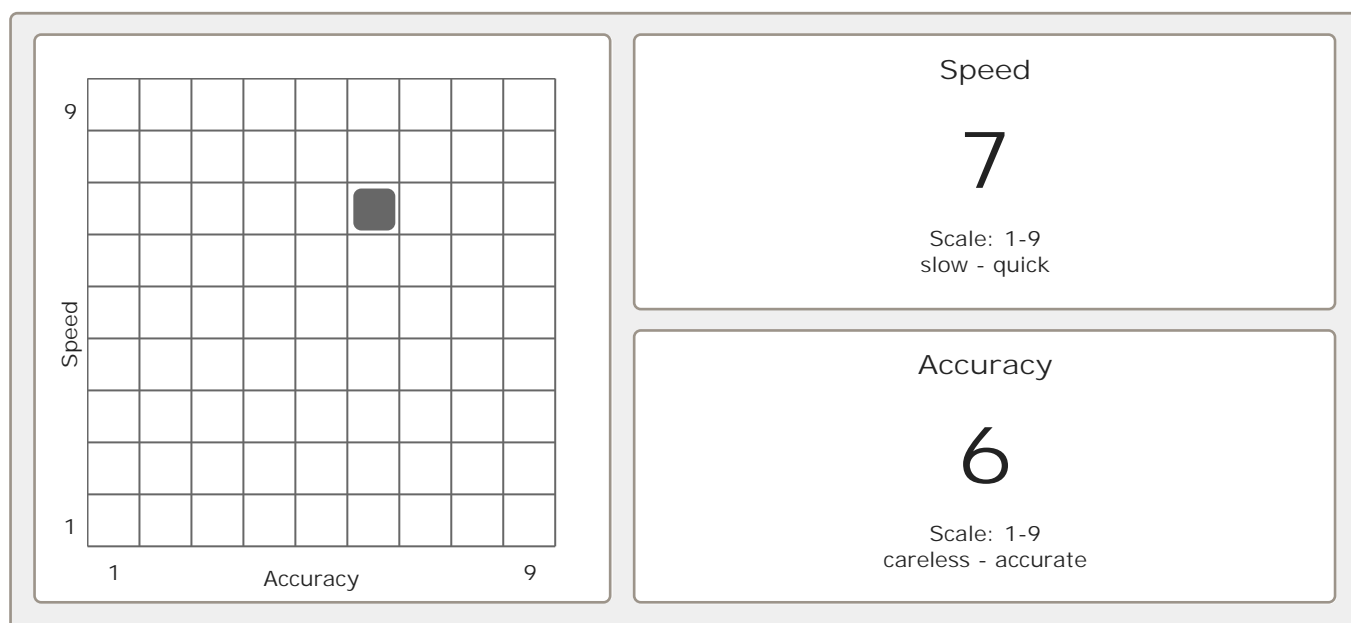 9
Speed
1
1
Accuracy
9
Speed
7
Scale: 1-9
slow - quick
Accuracy
6
Scale: 1-9
careless - accurate